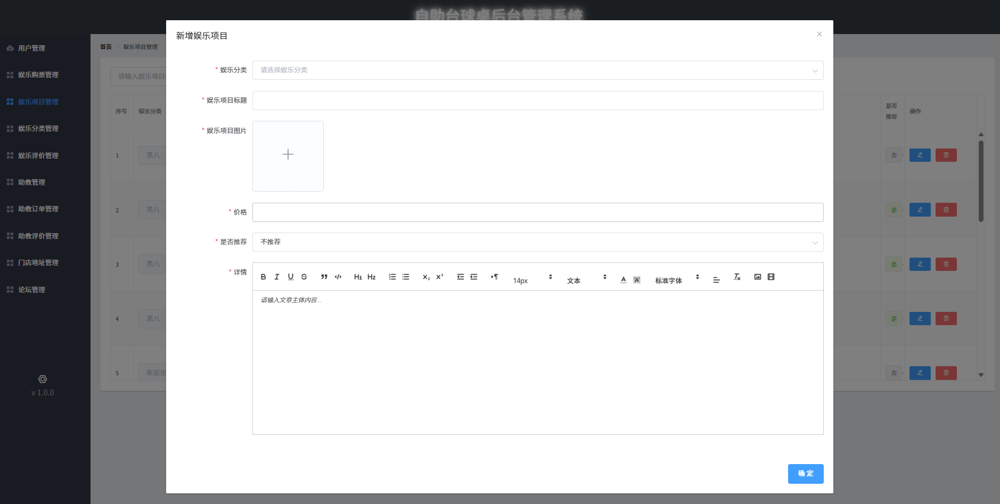 自助台球桌后台管理系统
用户管理
娱乐购票管理
娱乐项目管理
娱乐分类管理
娱乐评价管理
助教管理
助教订单管理
助教评价管理
门店地址管理
论坛管理
v 1.0.0
首页
娱乐项目管理
请输入娱乐项目
序号 娱乐分类
是否
推荐
操作
1 黑八 否
2 黑八 是
3 黑八 是
4 黑八 是
5 斯诺克 否
新增娱乐项目
* 娱乐分类 请选择娱乐分类
* 娱乐项目标题
* 娱乐项目图片
* 价格
* 是否推荐 不推荐
* 详情
B I U S H1 H2 X2 X2 14px 文本 A A 标准字体 Tx
请输入文章主体内容...
确 定